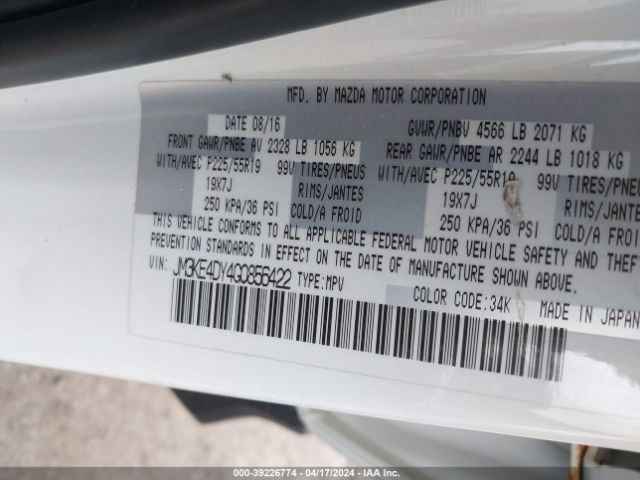 MFD. BY MAZDA MOTOR CORPORATION
DATE 08/16 GVWR/PNBV 4566 LB 2071 KG
FRONT GAWR/PNBE AV 2328 LB 1056 KG REAR GAWR/PNBE AR 2244 LB 1018 KG
WITH/AVEC P225/55R19 99V TIRES/PNEUS WITH/AVEC P225/55R19 99V TIRES/PNEU
19X7J RIMS/JANTES 19X7J RIMS/JANTES
250 KPA/36 PSI COLD/A FROID 250 KPA/36 PSI COLD/A FROI
THIS VEHICLE CONFORMS TO ALL APPLICABLE FEDERAL MOTOR VEHICLE SAFETY AND THEFT
PREVENTION STANDARDS IN EFFECT ON THE DATE OF MANUFACTURE SHOWN ABOVE.
VIN: JM3KE4DY4G0856422 TYPE:MPV
COLOR CODE:34K MADE IN JAPAN
000-39226774 - 04/17/2024 - IAA Inc.